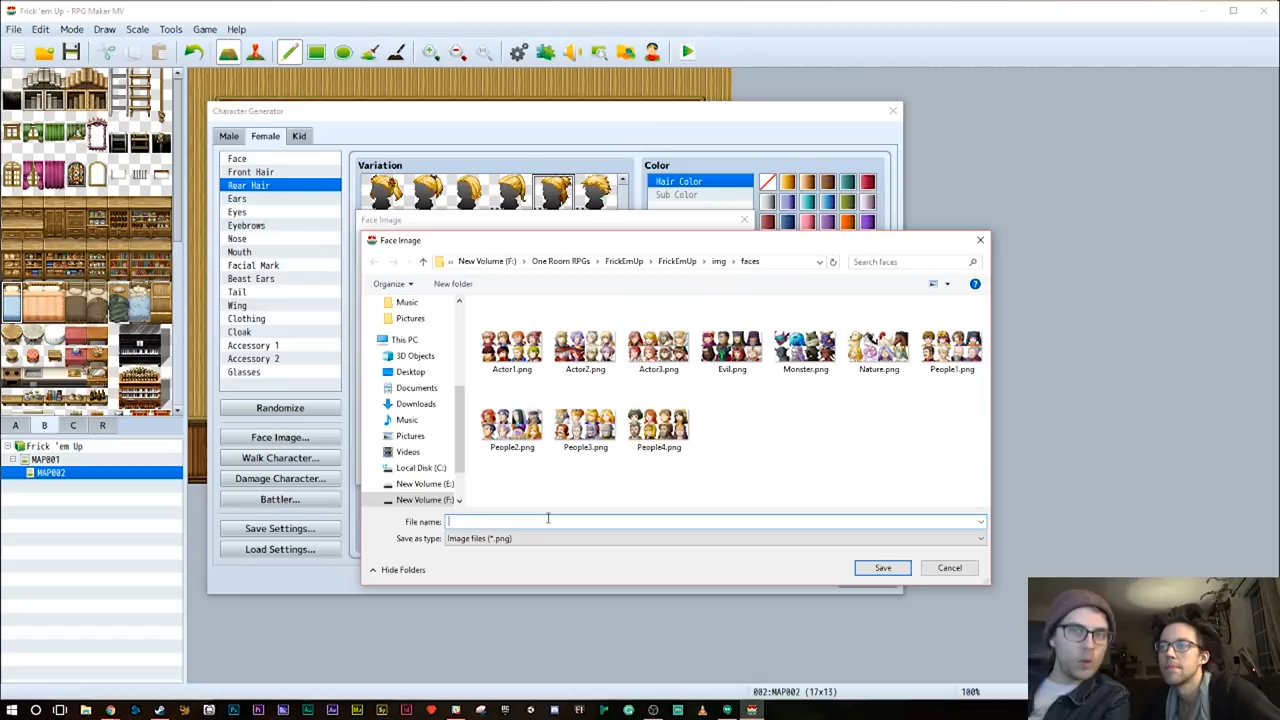 Frick 'em Up - RPG Maker MV
File Edit Mode Draw Scale Tools Game Help
Character Generator
Male Female Kid
Face
Front Hair
Rear Hair
Ears
Eyes
Eyebrows
Nose
Mouth
Facial Mark
Beast Ears
Tail
Wing
Clothing
Cloak
Accessory 1
Accessory 2
Glasses
Randomize
Face Image...
Walk Character...
Damage Character...
Battler...
Save Settings...
Load Settings...
Variation
Color
Hair Color
Sub Color
Face Image
Face Image
« New Volume (F:) › One Room RPGs › FrickEmUp › FrickEmUp › img › faces
Search faces
Organize
New folder
Music
Pictures
This PC
3D Objects
Desktop
Documents
Downloads
Music
Pictures
Videos
Local Disk (C:)
New Volume (E:)
New Volume (F:)
Actor1.png Actor2.png Actor3.png Evil.png Monster.png Nature.png People1.png
People2.png People3.png People4.png
File name:
Save as type: Image files (*.png)
Hide Folders
Save Cancel
A B C R
Frick 'em Up
MAP001
MAP002
002:MAP002 (17x13) 100%